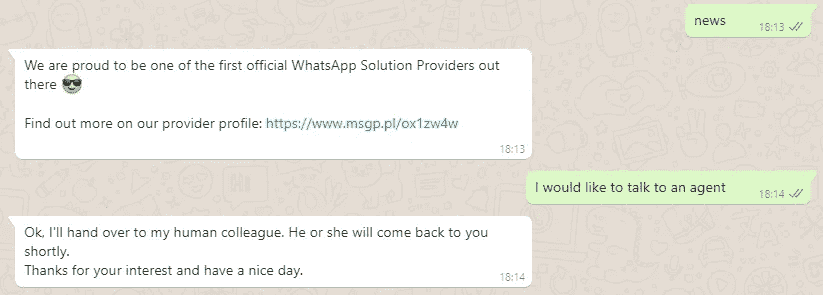 news
18:13
We are proud to be one of the first official WhatsApp Solution Providers out
there 😎
Find out more on our provider profile: https://www.msgp.pl/ox1zw4w
18:13
I would like to talk to an agent
18:14
Ok, I'll hand over to my human colleague. He or she will come back to you
shortly.
Thanks for your interest and have a nice day.
18:14